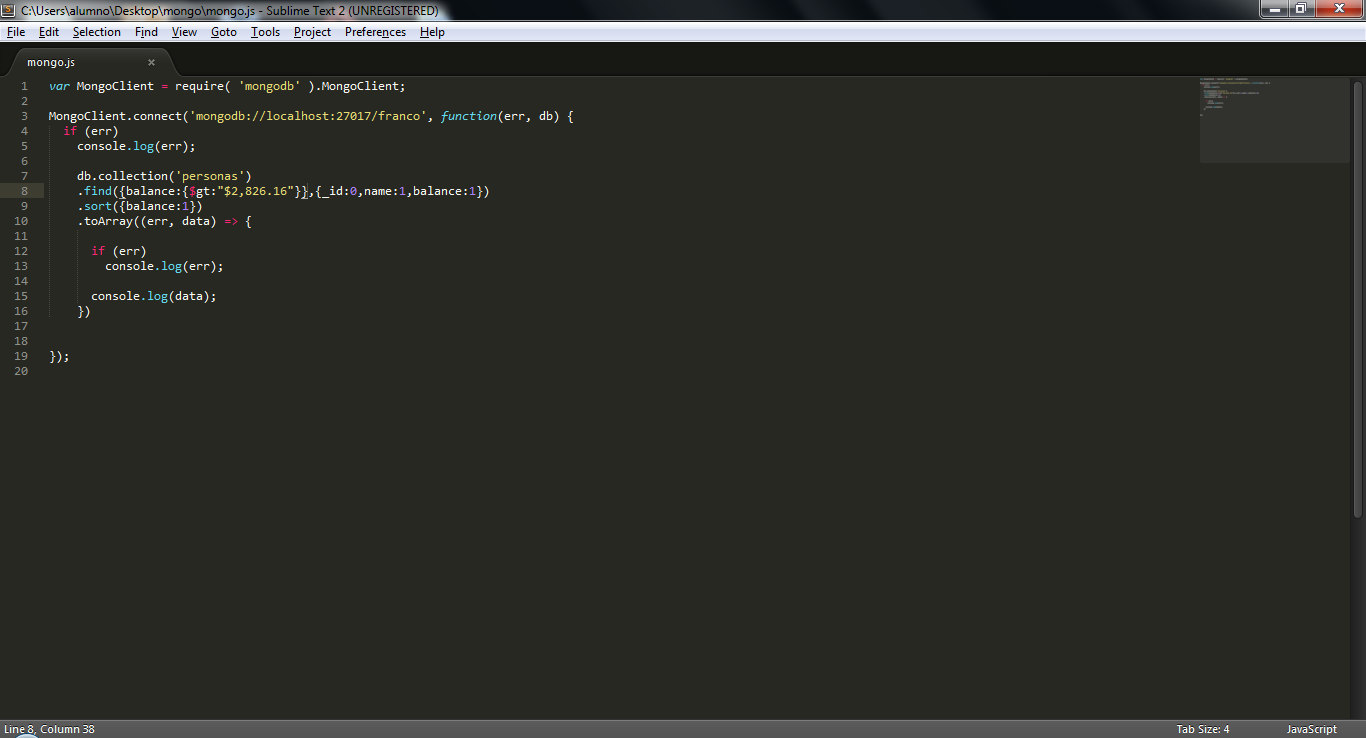 C:\Users\alumno\Desktop\mongo\mongo.js - Sublime Text 2 (UNREGISTERED)
File Edit Selection Find View Goto Tools Project Preferences Help
mongo.js ×
1 var MongoClient = require( 'mongodb' ).MongoClient;
2
3 MongoClient.connect('mongodb://localhost:27017/franco', function(err, db) {
4 if (err)
5 console.log(err);
6
7 db.collection('personas')
8 .find({balance:{$gt:"$2,826.16"}},{_id:0,name:1,balance:1})
9 .sort({balance:1})
10 .toArray((err, data) => {
11
12 if (err)
13 console.log(err);
14
15 console.log(data);
16 })
17
18
19 });
20
Line 8, Column 38 Tab Size: 4 JavaScript